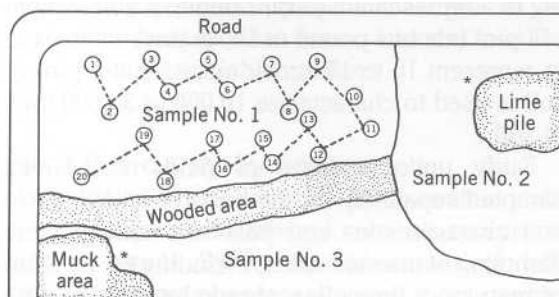 Road
1
3
5
7
9
2
4
6
8
10
Lime
pile
*
Sample No. 1
13
11
19
17
15
12
20
18
16
14
Sample No. 2
Wooded area
Muck
area
*
Sample No. 3